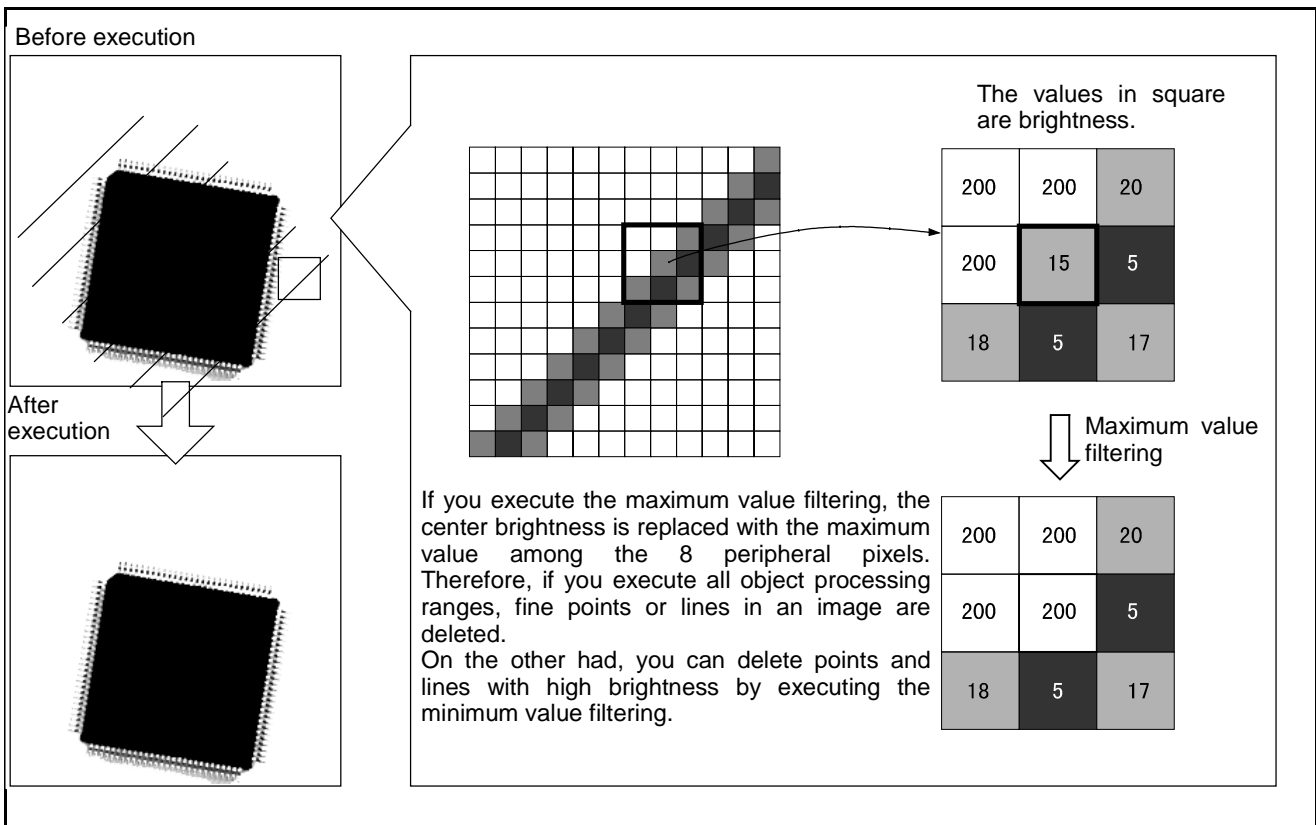 Before execution
The values in square
are brightness.
200 200 20
200 15 5
18 5 17
After
execution
Maximum value
filtering
If you execute the maximum value filtering, the
center brightness is replaced with the maximum
value among the 8 peripheral pixels.
Therefore, if you execute all object processing
ranges, fine points or lines in an image are
deleted.
On the other had, you can delete points and
lines with high brightness by executing the
minimum value filtering.
200 200 20
200 200 5
18 5 17